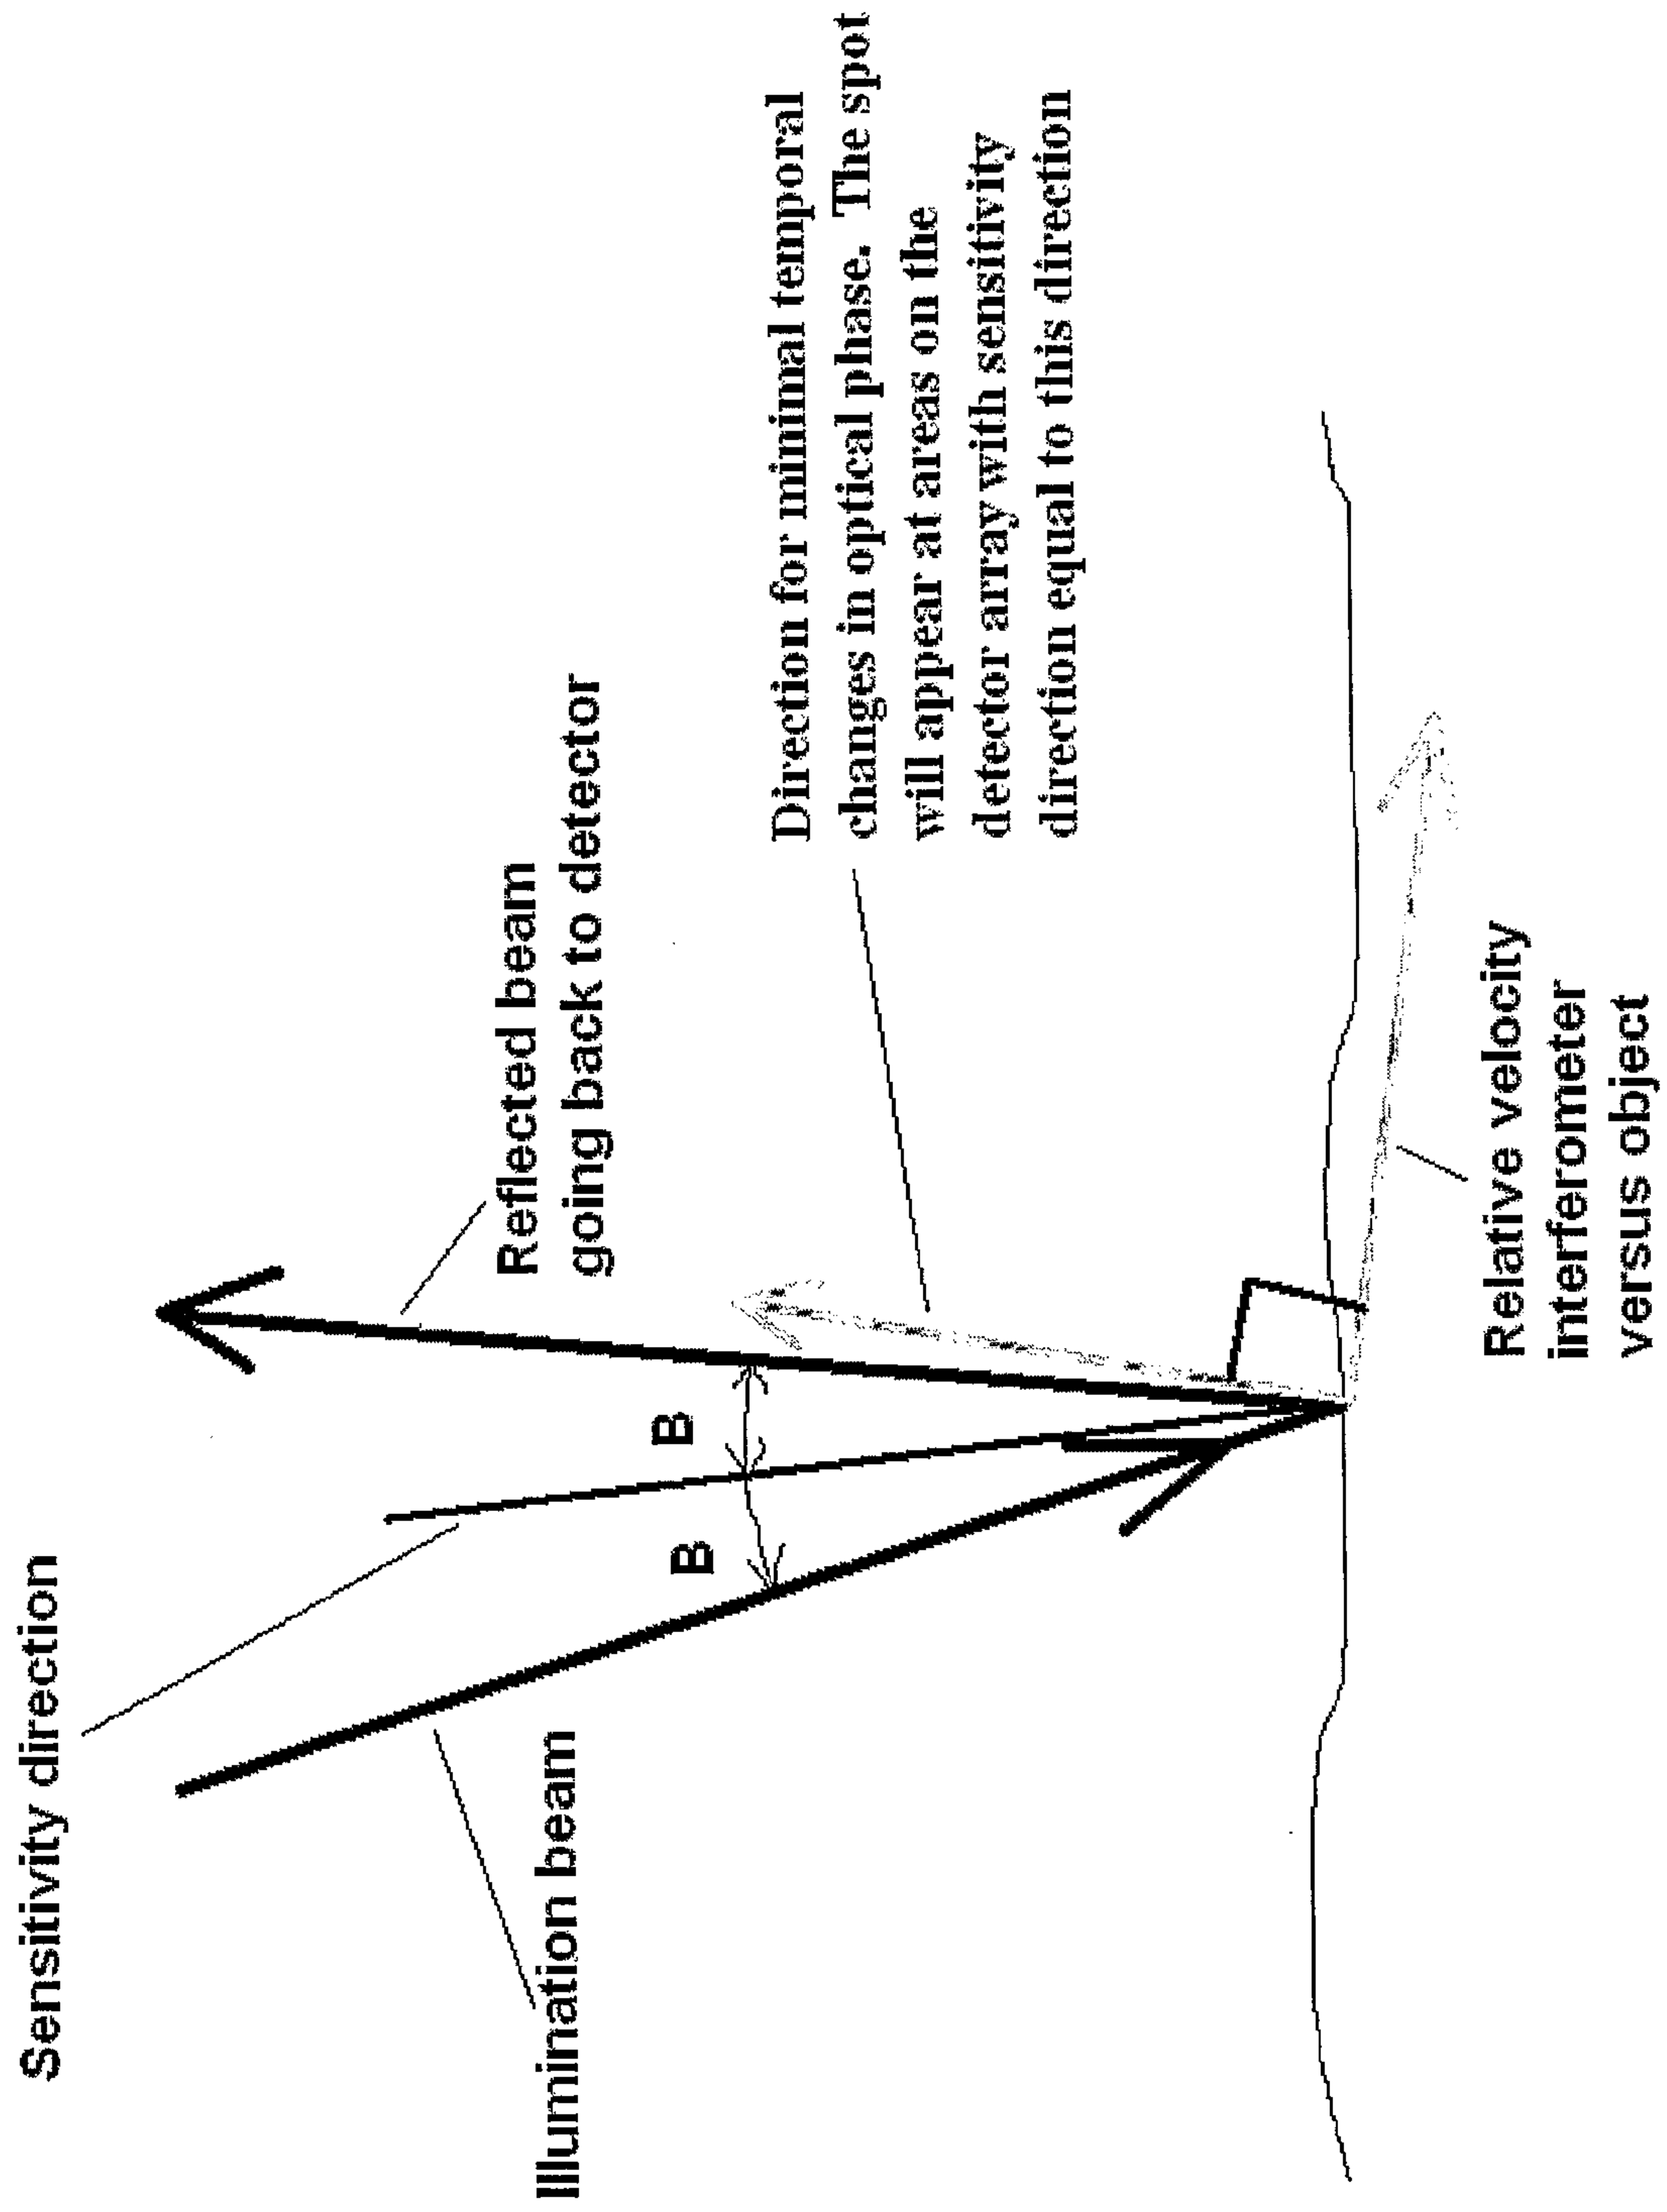 Sensitivity direction
Illumination beam
B
B
Reflected beam
going back to detector
Direction for minimal temporal
changes in optical phase. The spot
will appear at areas on the
detector array with sensitivity
direction equal to this direction
Relative velocity
interferometer
versus object